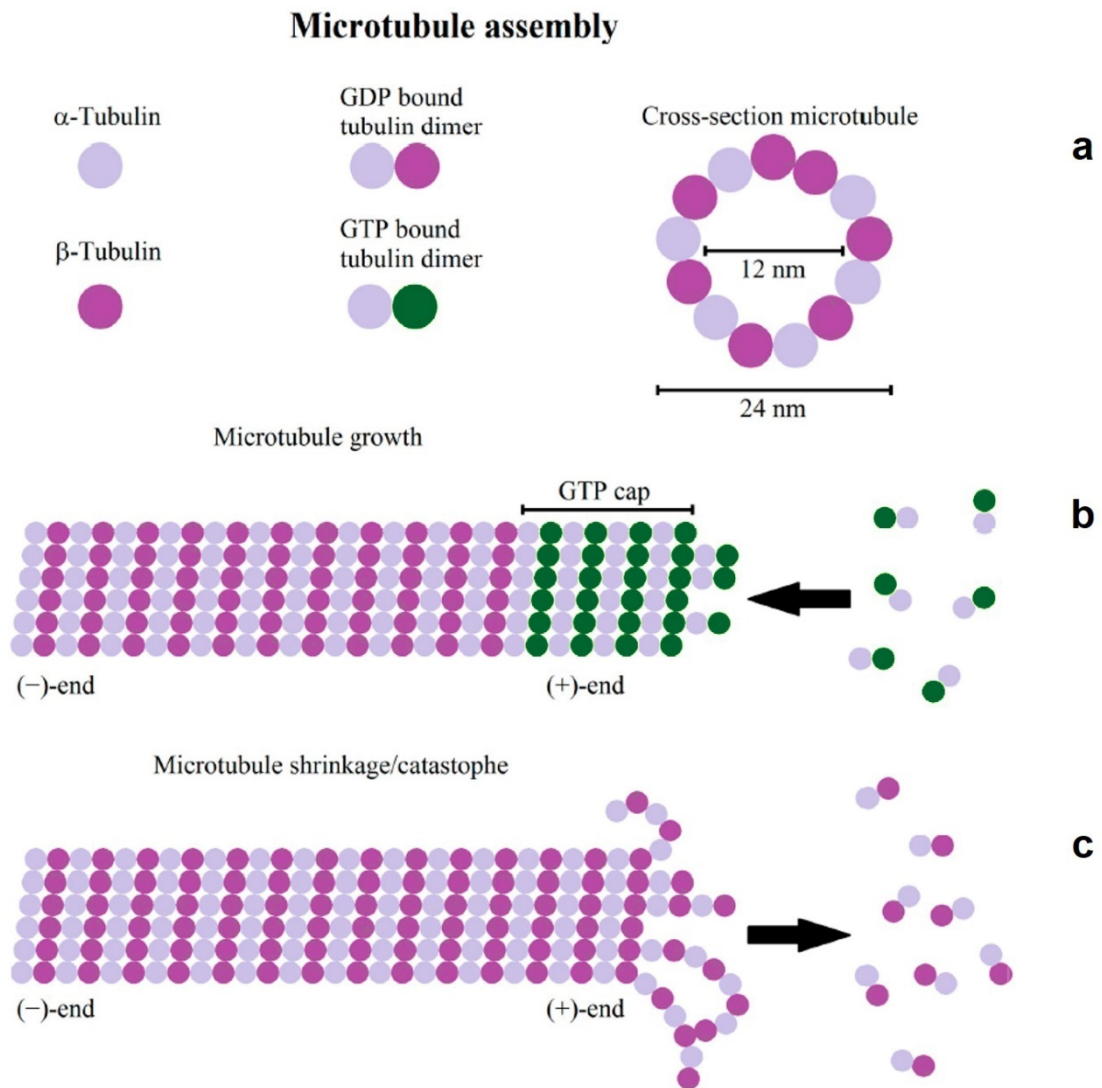 Microtubule assembly
α-Tubulin
GDP bound
tubulin dimer
Cross-section microtubule
a
β-Tubulin
GTP bound
tubulin dimer
12 nm
24 nm
Microtubule growth
GTP cap
b
(−)-end
(+)-end
Microtubule shrinkage/catastophe
c
(−)-end
(+)-end